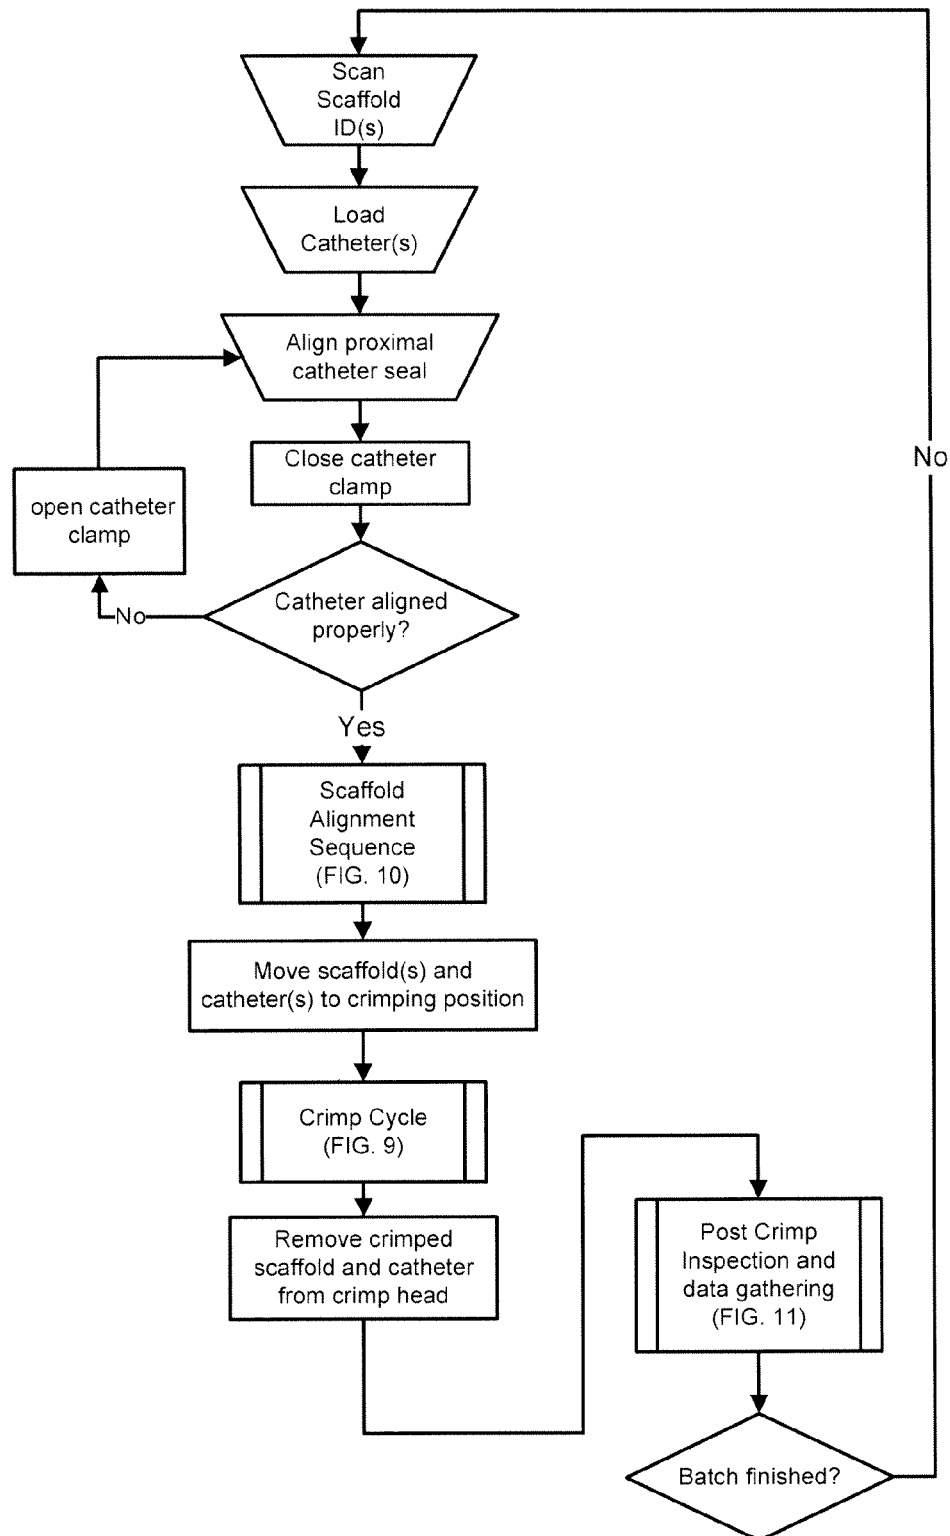 Scan
Scaffold
ID(s)
Load
Catheter(s)
Align proximal
catheter seal
Close catheter
clamp
open catheter
clamp
No
Catheter aligned
properly?
No
Yes
Scaffold
Alignment
Sequence
(FIG. 10)
Move scaffold(s) and
catheter(s) to crimping position
Crimp Cycle
(FIG. 9)
Remove crimped
scaffold and catheter
from crimp head
Post Crimp
Inspection and
data gathering
(FIG. 11)
Batch finished?